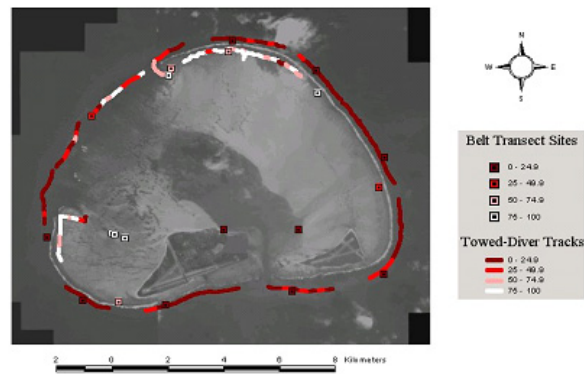 N
W E
S
Belt Transect Sites
0 - 24.9
25 - 49.9
50 - 74.9
75 - 100
Towed-Diver Tracks
0 - 24.9
25 - 49.9
50 - 74.9
75 - 100
2 0 2 4 6 8 Kilometers